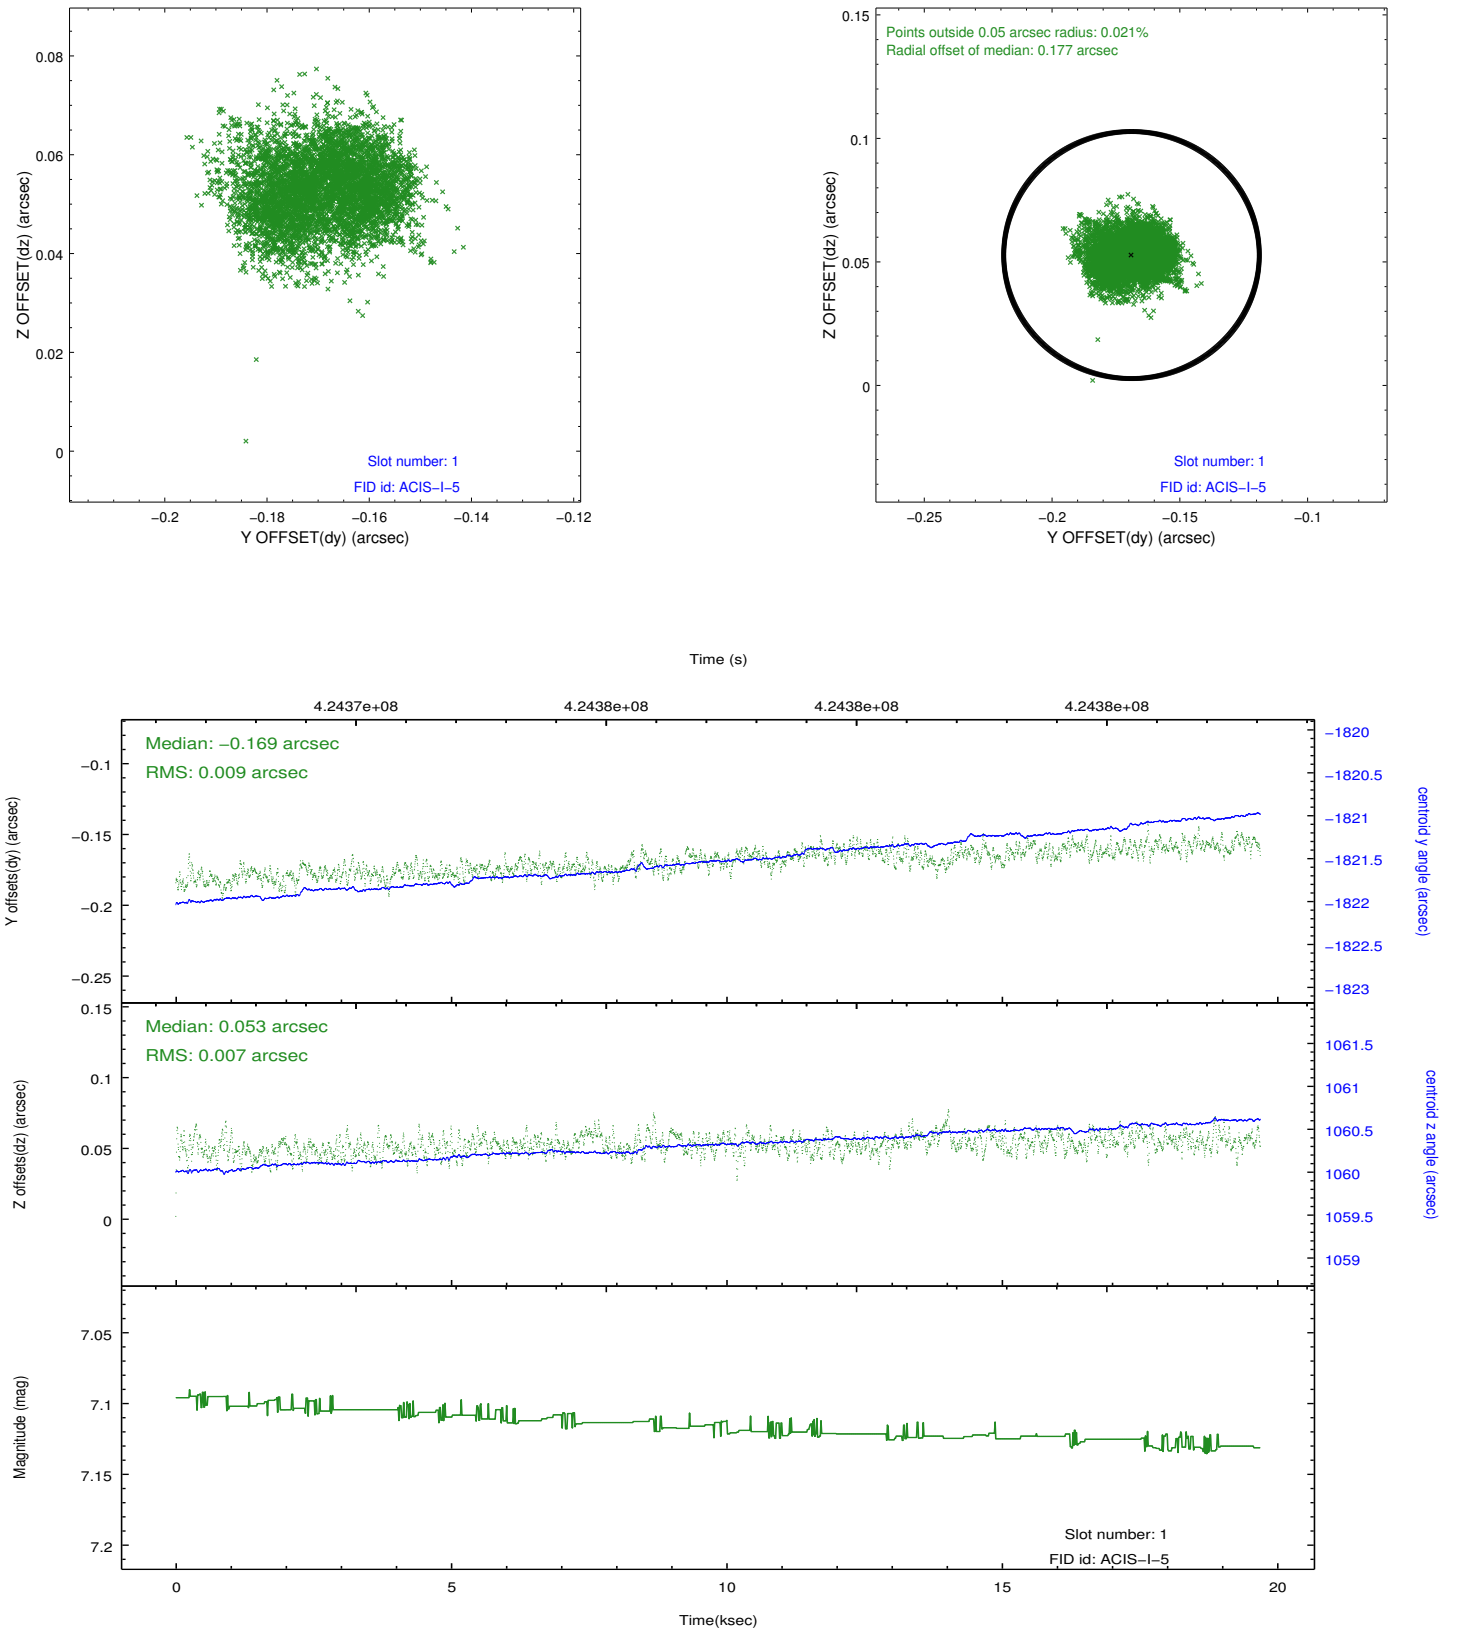 0.08
0.06
0.04
0.02
0
Z OFFSET(dz) (arcsec)
Slot number: 1
FID id: ACIS−I−5
−0.2
−0.18
−0.16
−0.14
−0.12
Y OFFSET(dy) (arcsec)
0.15
0.1
0.05
0
Z OFFSET(dz) (arcsec)
Points outside 0.05 arcsec radius: 0.021%
Radial offset of median: 0.177 arcsec
Slot number: 1
FID id: ACIS−I−5
−0.25
−0.2
−0.15
−0.1
Y OFFSET(dy) (arcsec)
Time (s)
4.2437e+08
4.2438e+08
4.2438e+08
4.2438e+08
Median: −0.169 arcsec
RMS: 0.009 arcsec
−0.1
−0.15
−0.2
−0.25
Y offsets(dy) (arcsec)
−1820
−1820.5
−1821
−1821.5
−1822
−1822.5
−1823
centroid y angle (arcsec)
Median: 0.053 arcsec
RMS: 0.007 arcsec
0.15
0.1
0.05
0
Z offsets(dz) (arcsec)
1061.5
1061
1060.5
1060
1059.5
1059
centroid z angle (arcsec)
7.05
7.1
7.15
7.2
Magnitude (mag)
Slot number: 1
FID id: ACIS−I−5
0
5
10
15
20
Time(ksec)